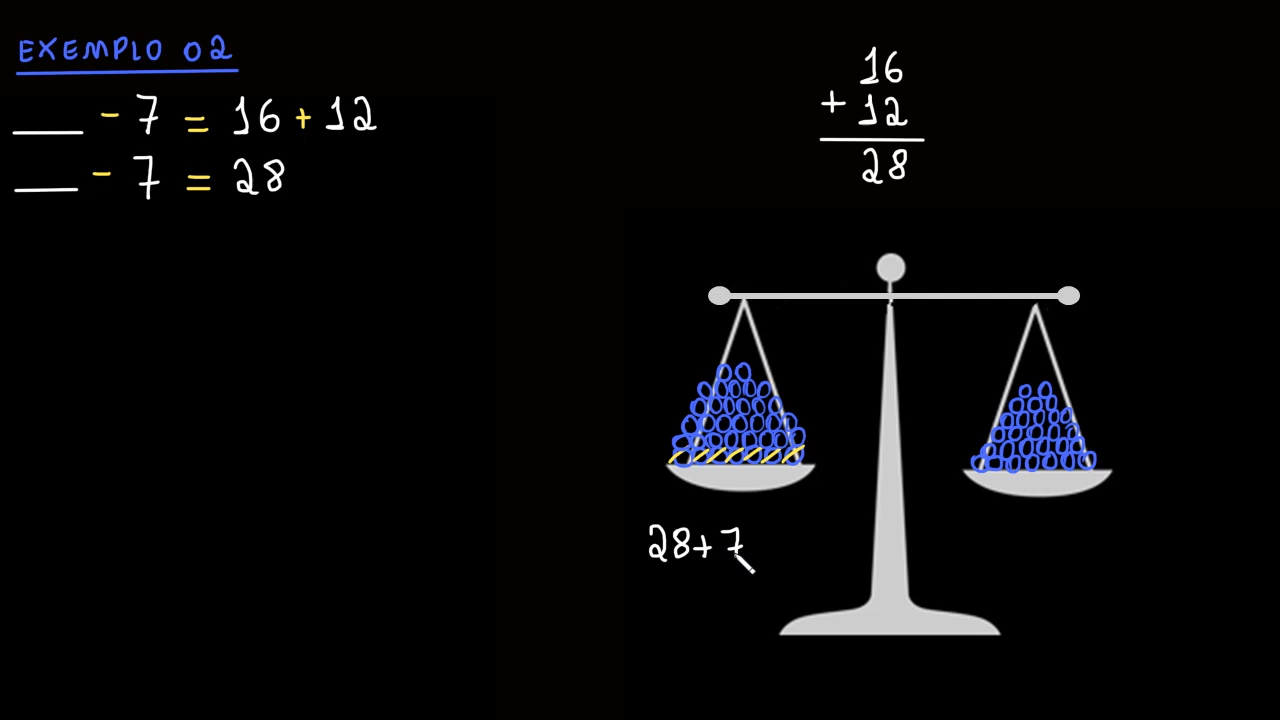 EXEMPLO 02
___ - 7 = 16 + 12
___ - 7 = 28
16
+ 12
28
28+7